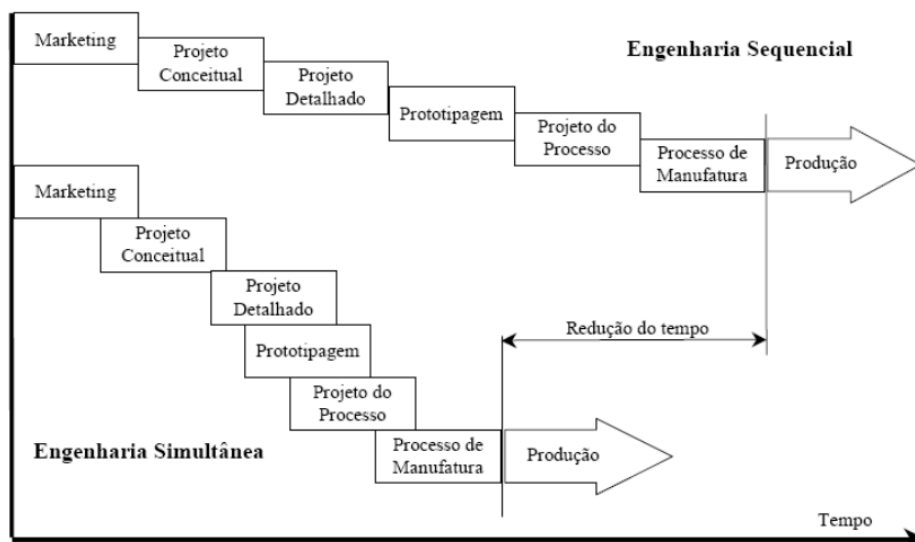 Marketing
Projeto
Conceitual
Projeto
Detalhado
Prototipagem
Projeto do
Processo
Processo de
Manufatura
Produção
Engenharia Sequencial
Marketing
Projeto
Conceitual
Projeto
Detalhado
Prototipagem
Projeto do
Processo
Processo de
Manufatura
Produção
Redução do tempo
Engenharia Simultânea
Tempo